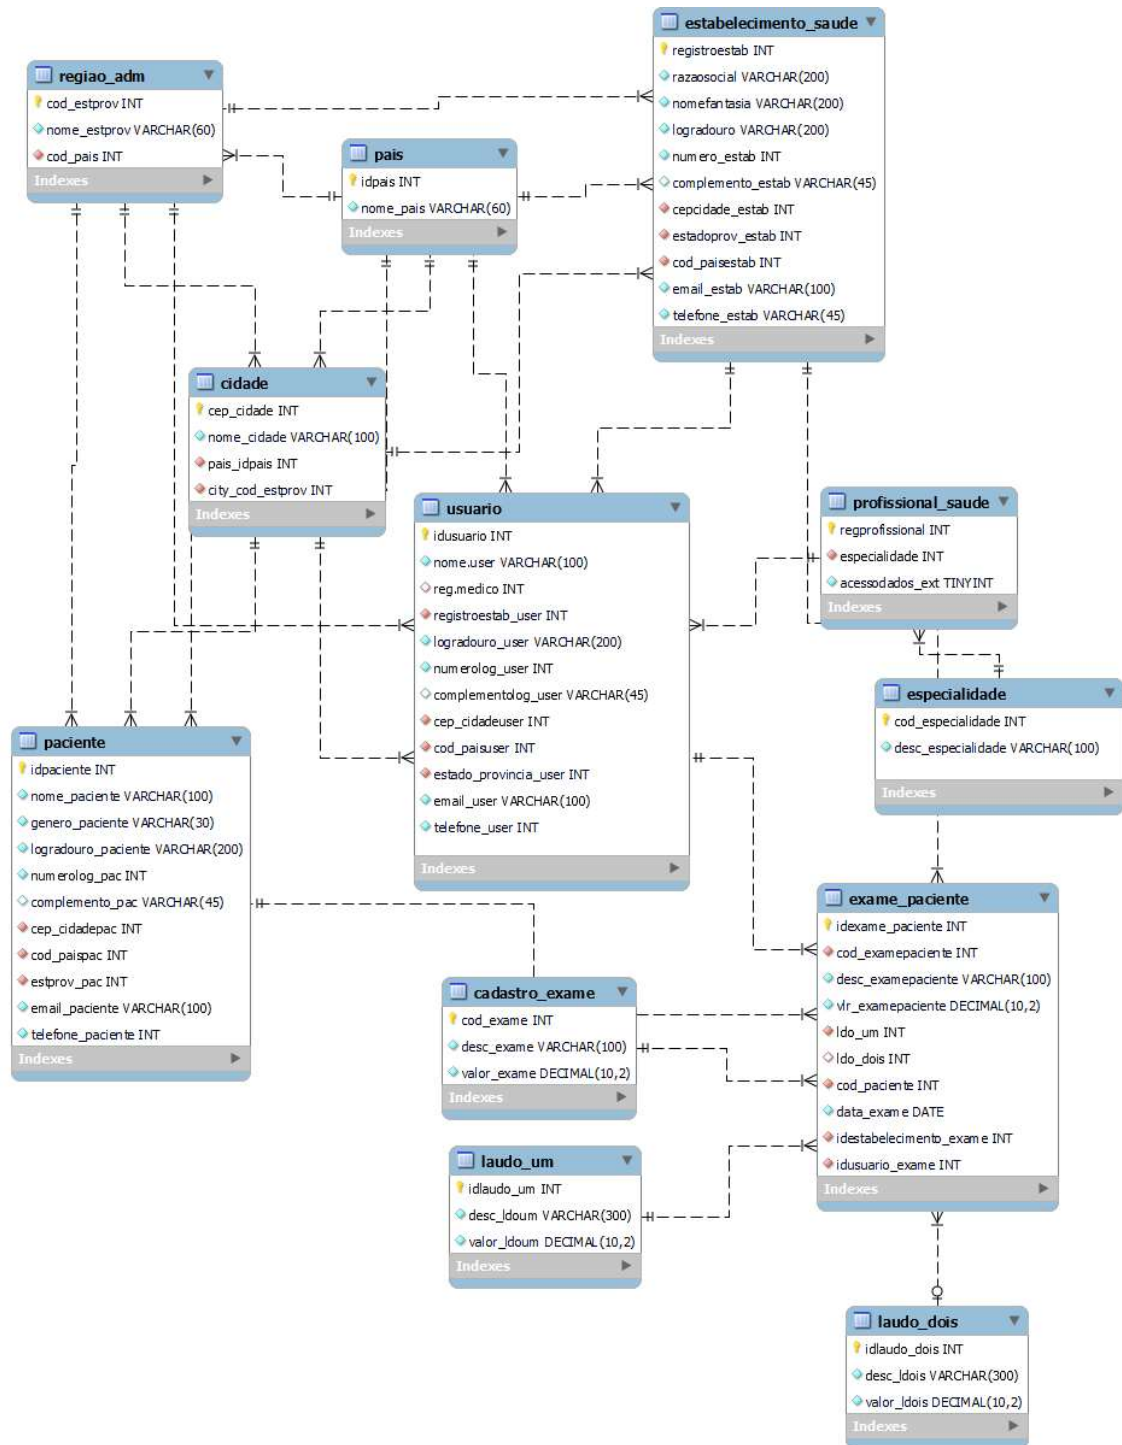 estabelecimento_saude
registroestab INT
razaosocial VARCHAR(200)
nomefantasia VARCHAR(200)
logradouro VARCHAR(200)
numero_estab INT
complemento_estab VARCHAR(45)
cepcidade_estab INT
estadoprov_estab INT
cod_paisestab INT
email_estab VARCHAR(100)
telefone_estab VARCHAR(45)
Indexes
regiao_adm
cod_estprov INT
nome_estprov VARCHAR(60)
cod_pais INT
Indexes
pais
idpais INT
nome_pais VARCHAR(60)
Indexes
cidade
cep_cidade INT
nome_cidade VARCHAR(100)
pais_idpais INT
city_cod_estprov INT
Indexes
usuario
idusuario INT
nome.user VARCHAR(100)
reg.medico INT
registroestab_user INT
logradouro_user VARCHAR(200)
numerolog_user INT
complementolog_user VARCHAR(45)
cep_cidadeuser INT
cod_paisuser INT
estado_provincia_user INT
email_user VARCHAR(100)
telefone_user INT
Indexes
profissional_saude
regprofissional INT
especialidade INT
acessodados_ext TINYINT
Indexes
especialidade
cod_especialidade INT
desc_especialidade VARCHAR(100)
Indexes
paciente
idpaciente INT
nome_paciente VARCHAR(100)
genero_paciente VARCHAR(30)
logradouro_paciente VARCHAR(200)
numerolog_pac INT
complemento_pac VARCHAR(45)
cep_cidadepac INT
cod_paispac INT
estprov_pac INT
email_paciente VARCHAR(100)
telefone_paciente INT
Indexes
exame_paciente
idexame_paciente INT
cod_examepaciente INT
desc_examepaciente VARCHAR(100)
vlr_examepaciente DECIMAL(10,2)
ldo_um INT
ldo_dois INT
cod_paciente INT
data_exame DATE
idestabelecimento_exame INT
idusuario_exame INT
Indexes
cadastro_exame
cod_exame INT
desc_exame VARCHAR(100)
valor_exame DECIMAL(10,2)
Indexes
laudo_um
idlaudo_um INT
desc_ldoum VARCHAR(300)
valor_ldoum DECIMAL(10,2)
Indexes
laudo_dois
idlaudo_dois INT
desc_ldois VARCHAR(300)
valor_ldois DECIMAL(10,2)
Indexes